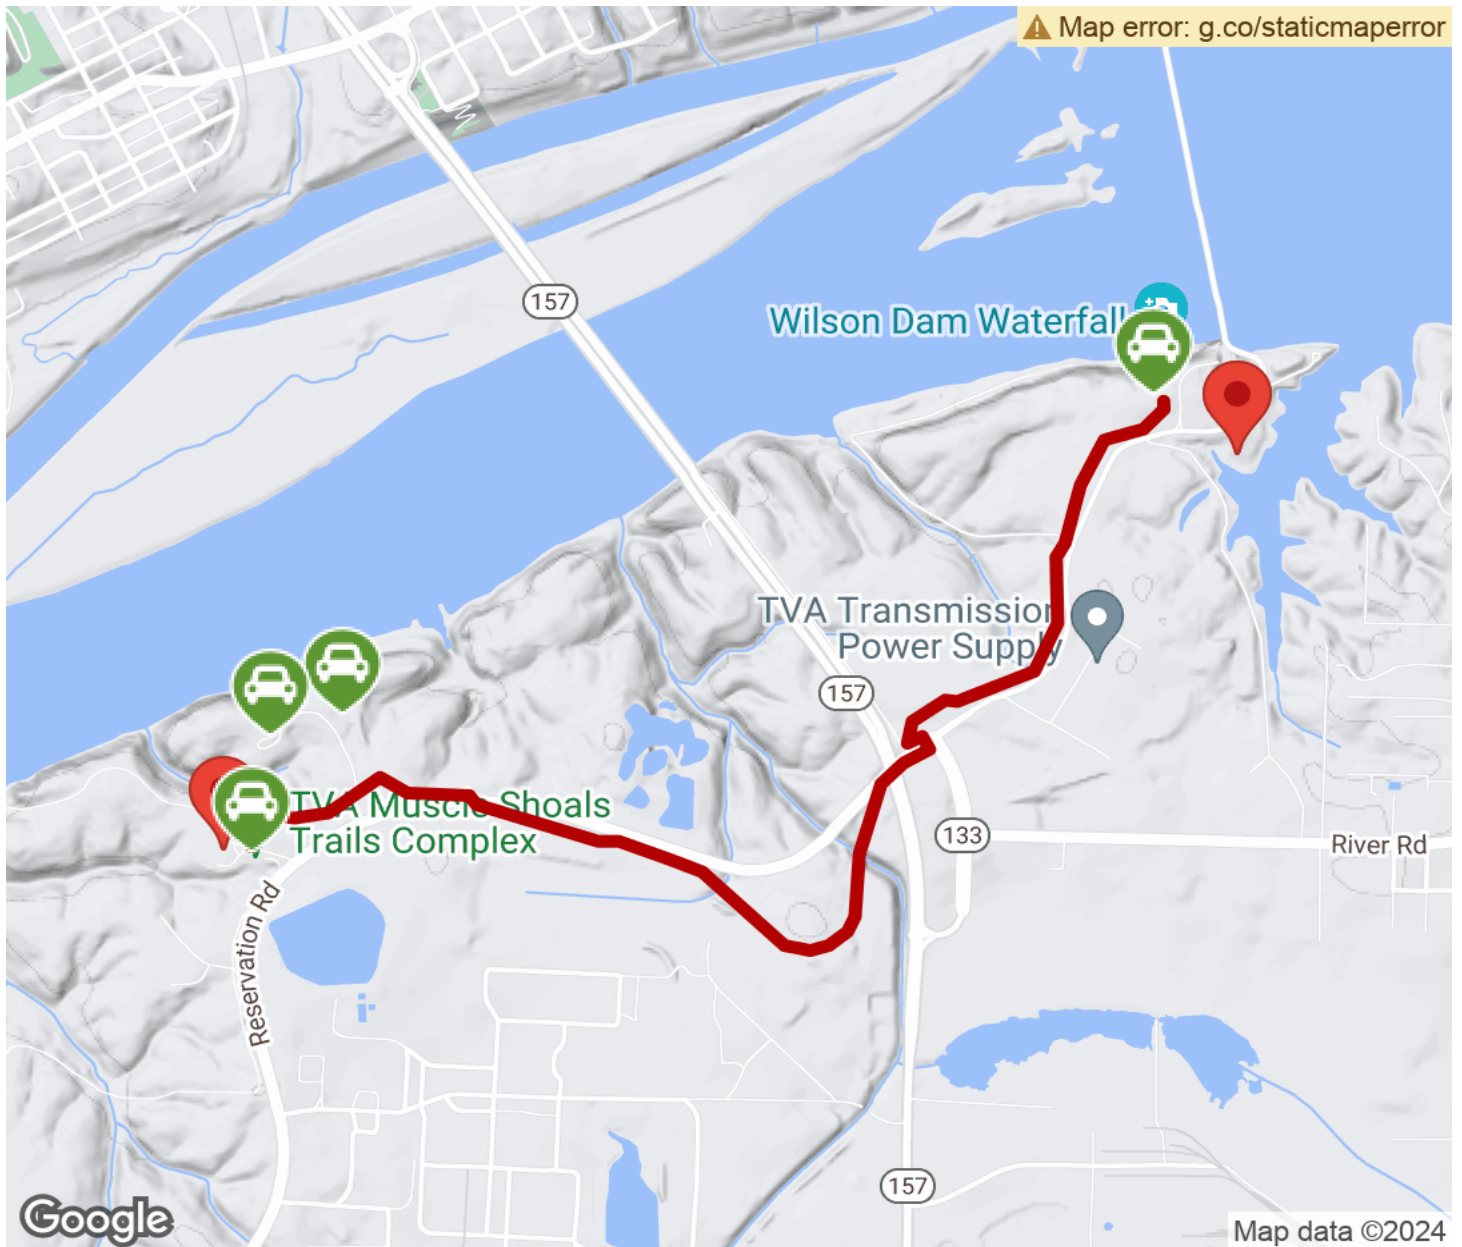 Map error: g.co/staticmaperror
157
Wilson Dam Waterfall
TVA Transmission
Power Supply
157
TVA Muscle Shoals
Trails Complex
133
River Rd
Reservation Rd
157
Google
Map data ©2024